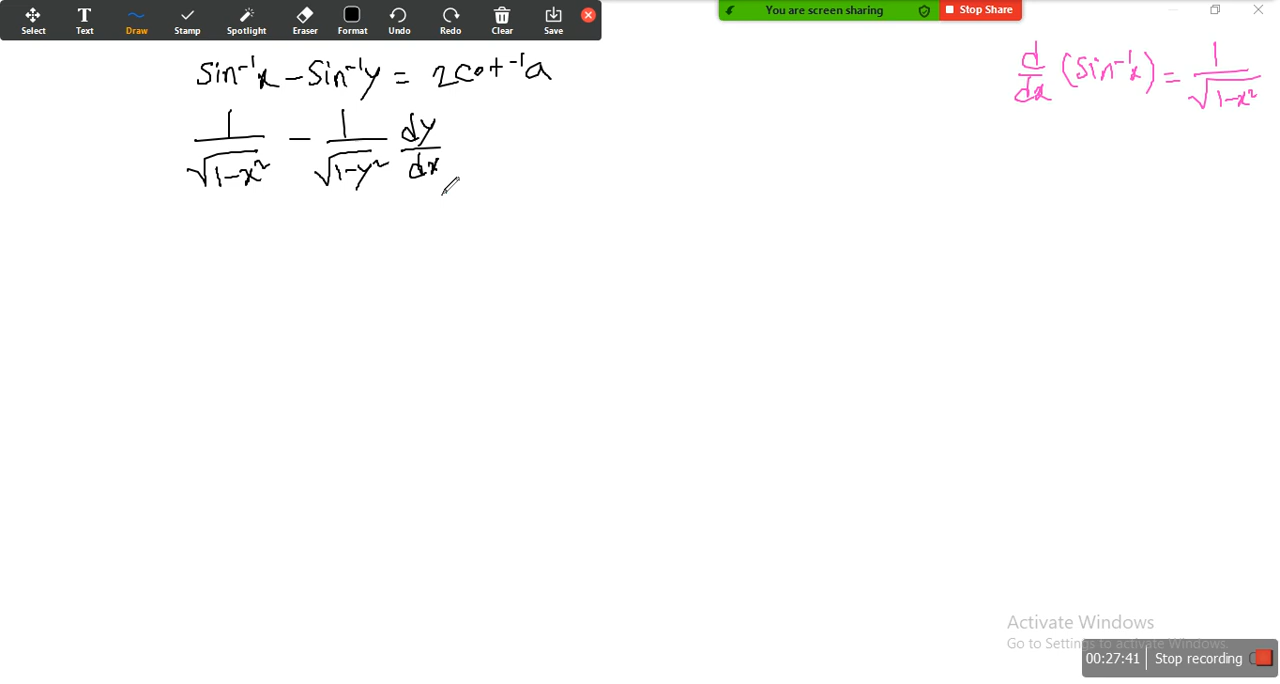 Select Text Draw Stamp Spotlight Eraser Format Undo Redo Clear Save
You are screen sharing Stop Share
Sin⁻¹x − Sin⁻¹y = 2Cot⁻¹a
1/√(1−x²) − 1/√(1−y²) dy/dx
d/dx (Sin⁻¹x) = 1/√(1−x²)
Activate Windows
Go to Settings to activate Windows.
00:27:41 Stop recording